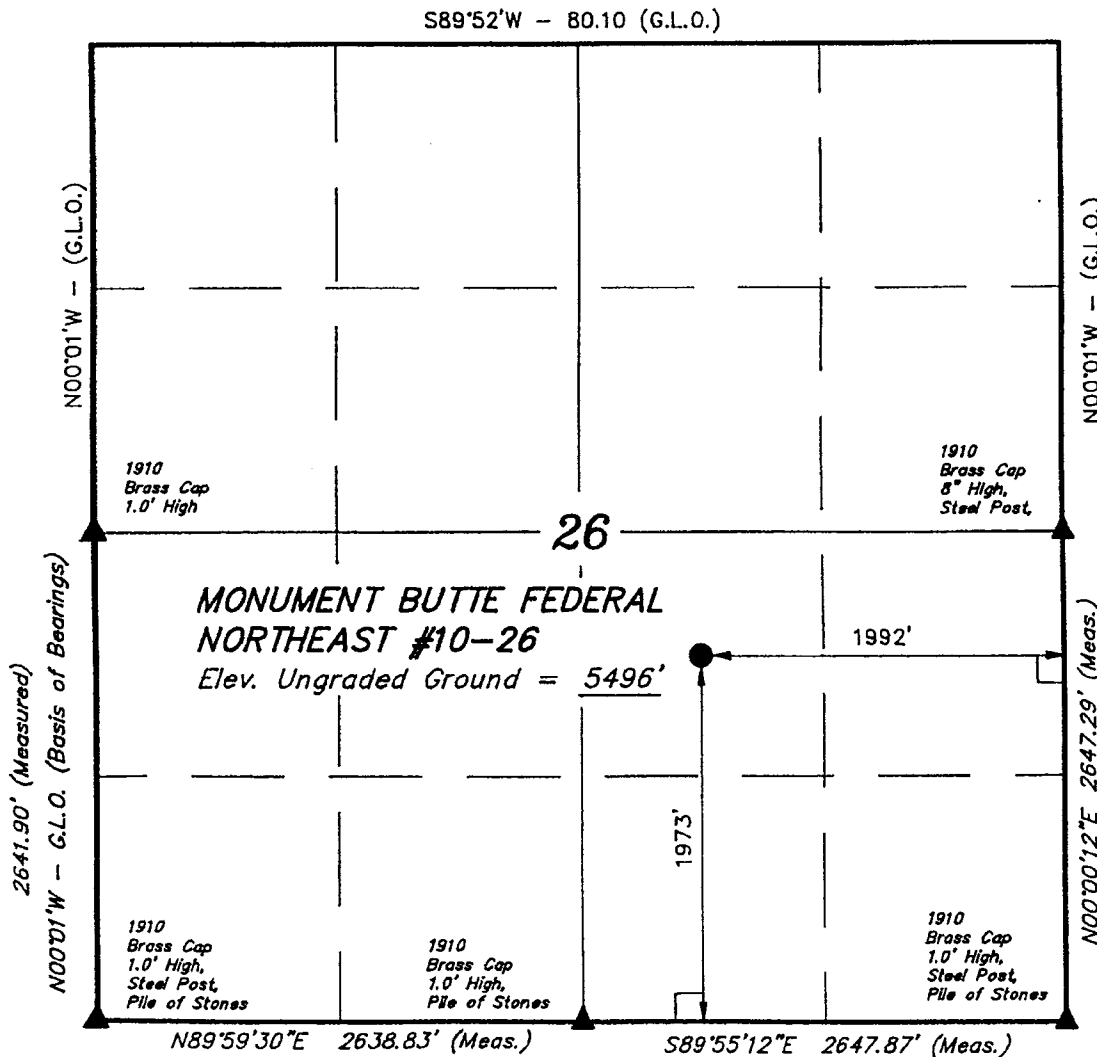 S89°52'W - 80.10 (G.L.O.)
N00°01'W - (G.L.O.)
N00°01'W - (G.L.O.)
1910
Brass Cap
1.0' High
1910
Brass Cap
8" High,
Steel Post,
26
MONUMENT BUTTE FEDERAL
NORTHEAST #10-26
Elev. Ungraded Ground = 5496'
1992'
1973'
2641.90' (Measured)
N00°01'W - G.L.O. (Basis of Bearings)
N00°00'12"E 2647.29' (Meas.)
1910
Brass Cap
1.0' High,
Steel Post,
Pile of Stones
1910
Brass Cap
1.0' High,
Pile of Stones
1910
Brass Cap
1.0' High,
Steel Post,
Pile of Stones
N89°59'30"E 2638.83' (Meas.)
S89°55'12"E 2647.87' (Meas.)